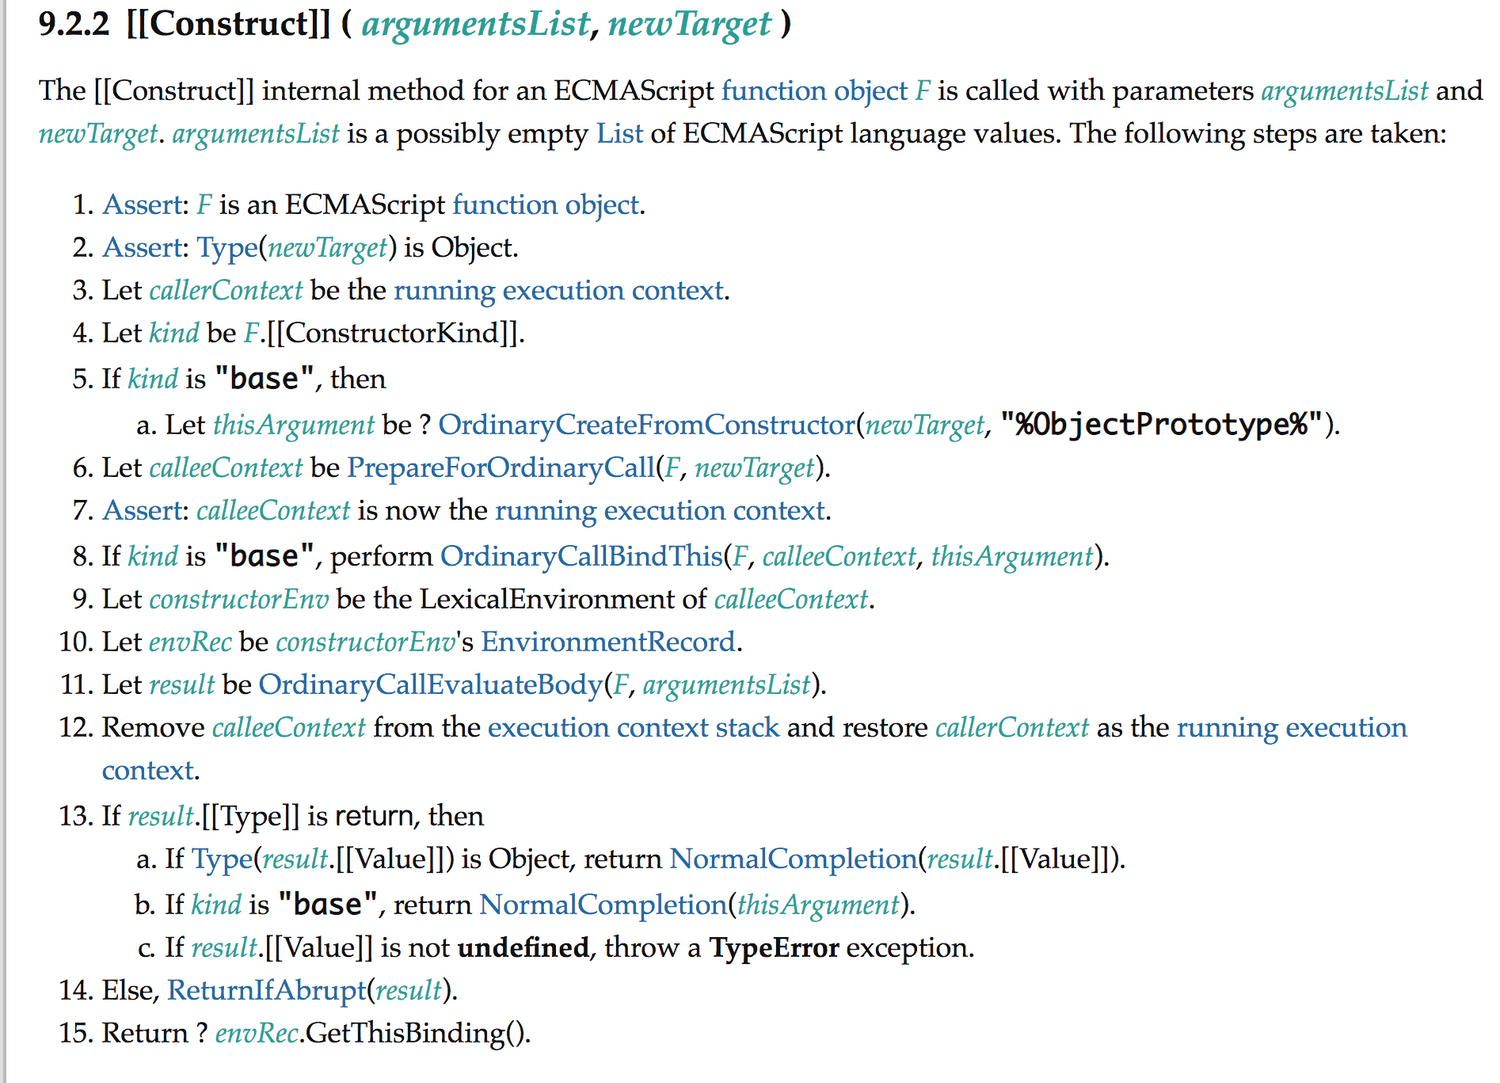 9.2.2 [[Construct]] ( argumentsList, newTarget )
The [[Construct]] internal method for an ECMAScript function object F is called with parameters argumentsList and
newTarget. argumentsList is a possibly empty List of ECMAScript language values. The following steps are taken:
1. Assert: F is an ECMAScript function object.
2. Assert: Type(newTarget) is Object.
3. Let callerContext be the running execution context.
4. Let kind be F.[[ConstructorKind]].
5. If kind is "base", then
a. Let thisArgument be ? OrdinaryCreateFromConstructor(newTarget, "%ObjectPrototype%").
6. Let calleeContext be PrepareForOrdinaryCall(F, newTarget).
7. Assert: calleeContext is now the running execution context.
8. If kind is "base", perform OrdinaryCallBindThis(F, calleeContext, thisArgument).
9. Let constructorEnv be the LexicalEnvironment of calleeContext.
10. Let envRec be constructorEnv's EnvironmentRecord.
11. Let result be OrdinaryCallEvaluateBody(F, argumentsList).
12. Remove calleeContext from the execution context stack and restore callerContext as the running execution
context.
13. If result.[[Type]] is return, then
a. If Type(result.[[Value]]) is Object, return NormalCompletion(result.[[Value]]).
b. If kind is "base", return NormalCompletion(thisArgument).
c. If result.[[Value]] is not undefined, throw a TypeError exception.
14. Else, ReturnIfAbrupt(result).
15. Return ? envRec.GetThisBinding().